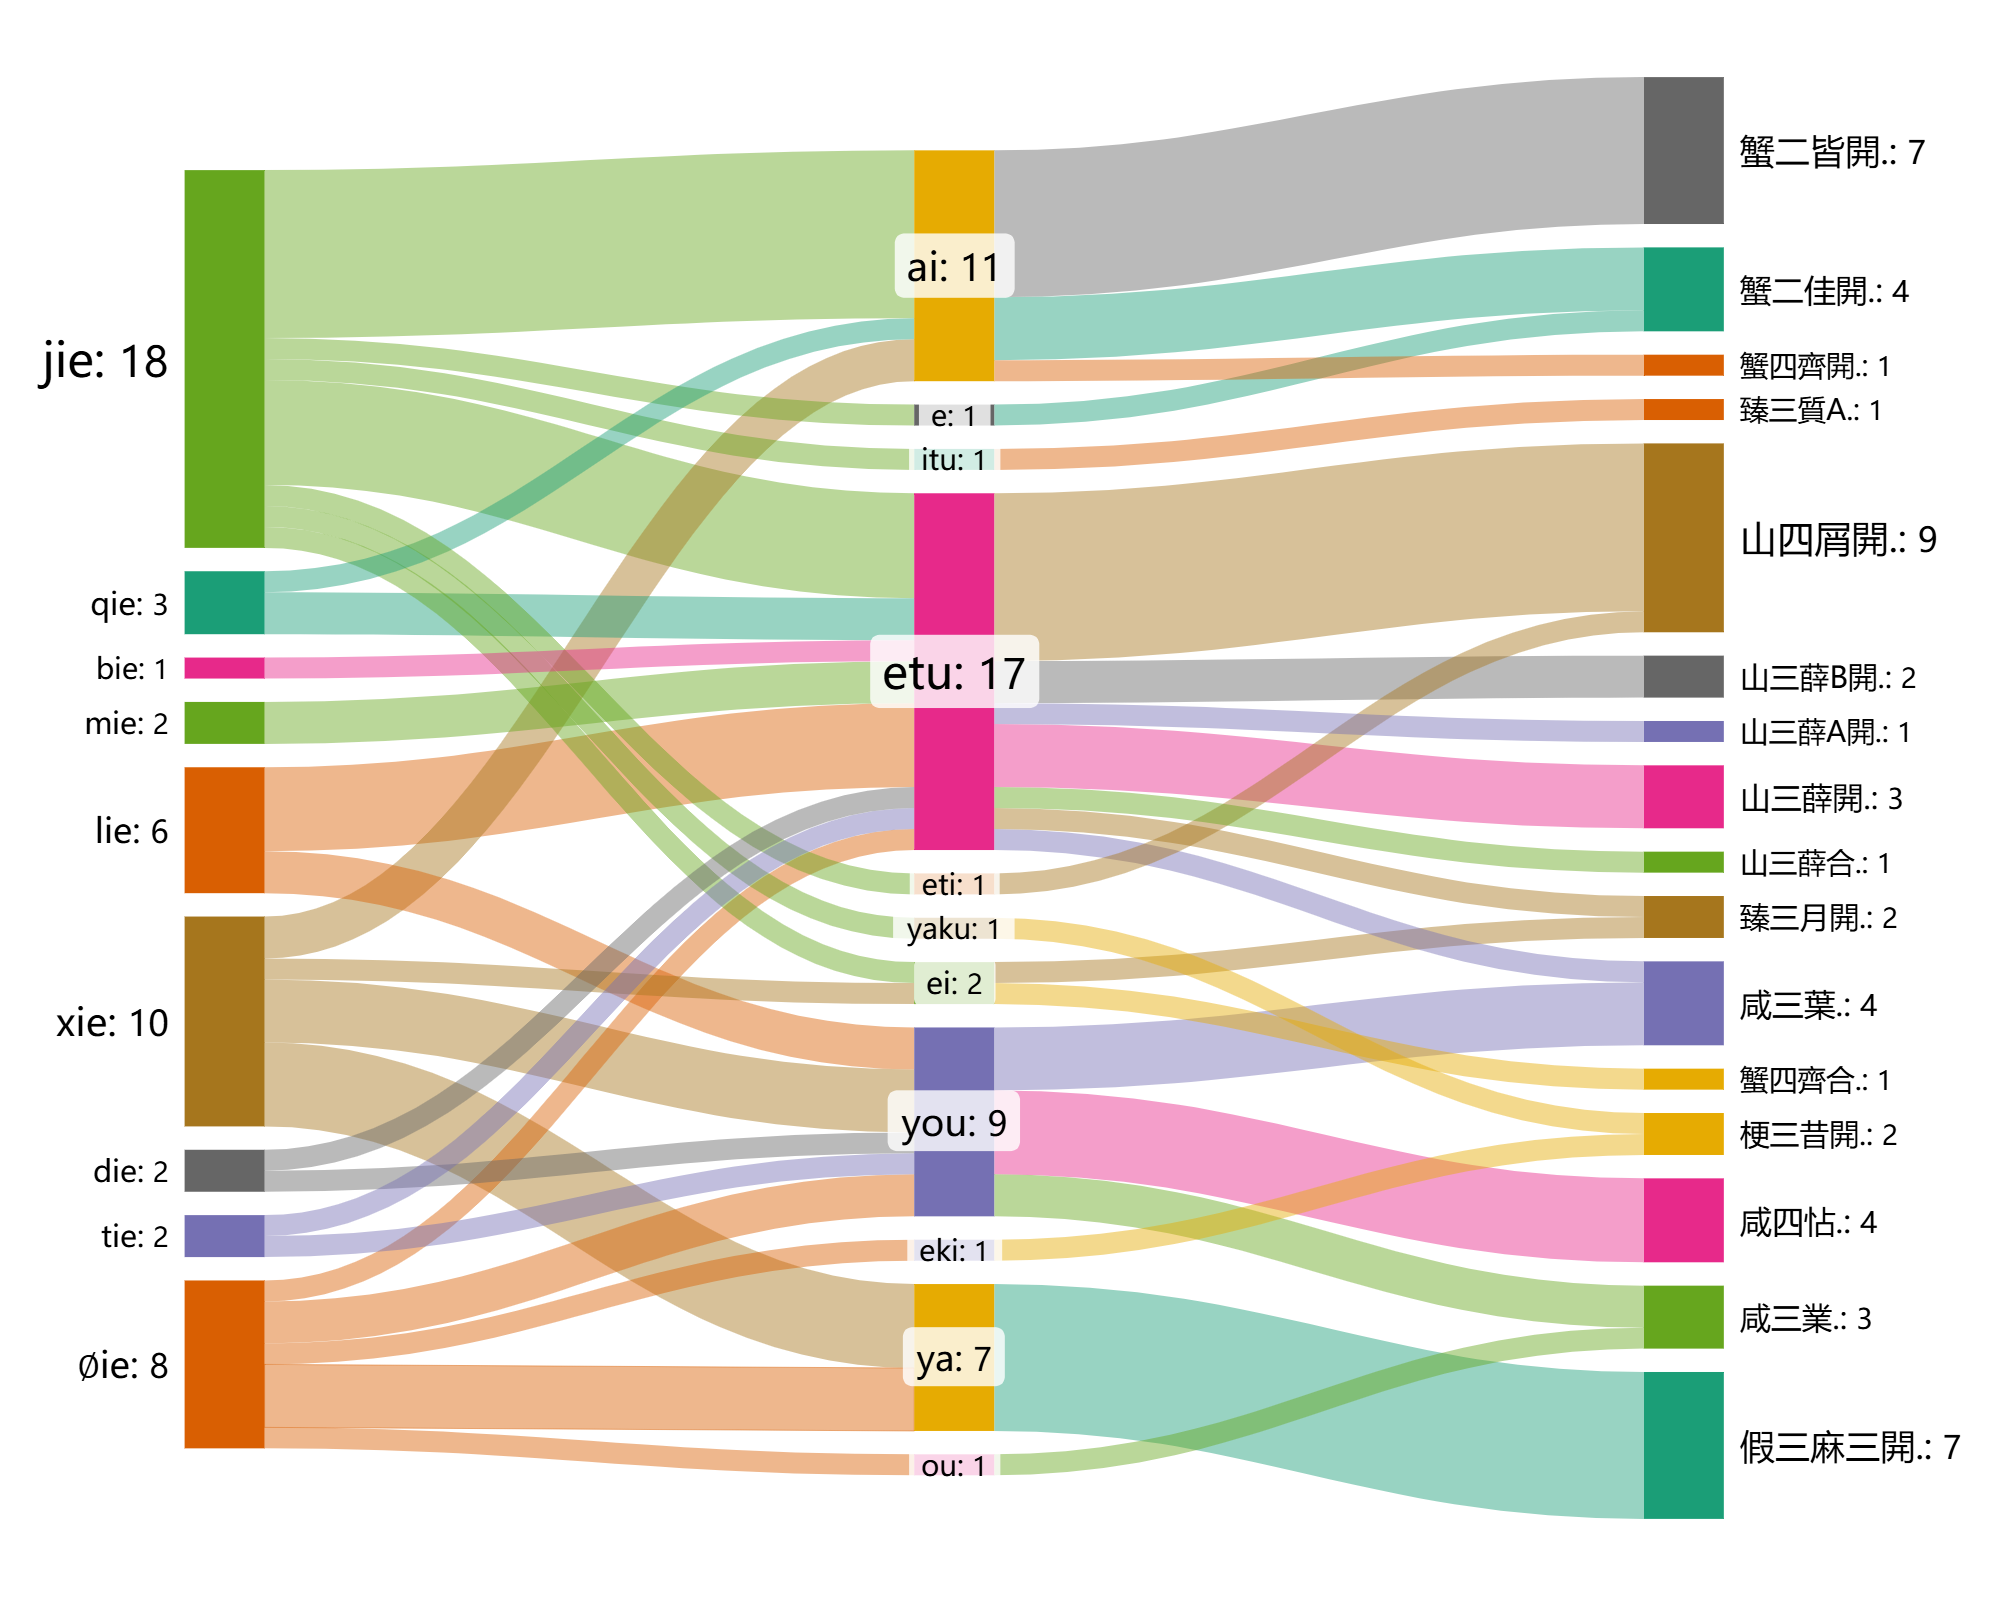 jie: 18
qie: 3
bie: 1
mie: 2
lie: 6
xie: 10
die: 2
tie: 2
∅ie: 8
ai: 11
e: 1
itu: 1
etu: 17
eti: 1
yaku: 1
ei: 2
you: 9
eki: 1
ya: 7
ou: 1
蟹二皆開.: 7
蟹二佳開.: 4
蟹四齊開.: 1
臻三質A.: 1
山四屑開.: 9
山三薛B開.: 2
山三薛A開.: 1
山三薛開.: 3
山三薛合.: 1
臻三月開.: 2
咸三葉.: 4
蟹四齊合.: 1
梗三昔開.: 2
咸四怗.: 4
咸三業.: 3
假三麻三開.: 7